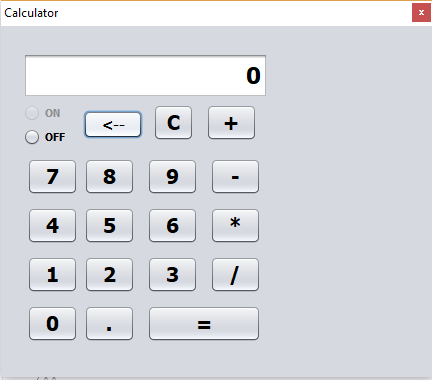 Calculator x
0
ON
<-- C +
OFF
7 8 9 -
4 5 6 *
1 2 3 /
0 . =